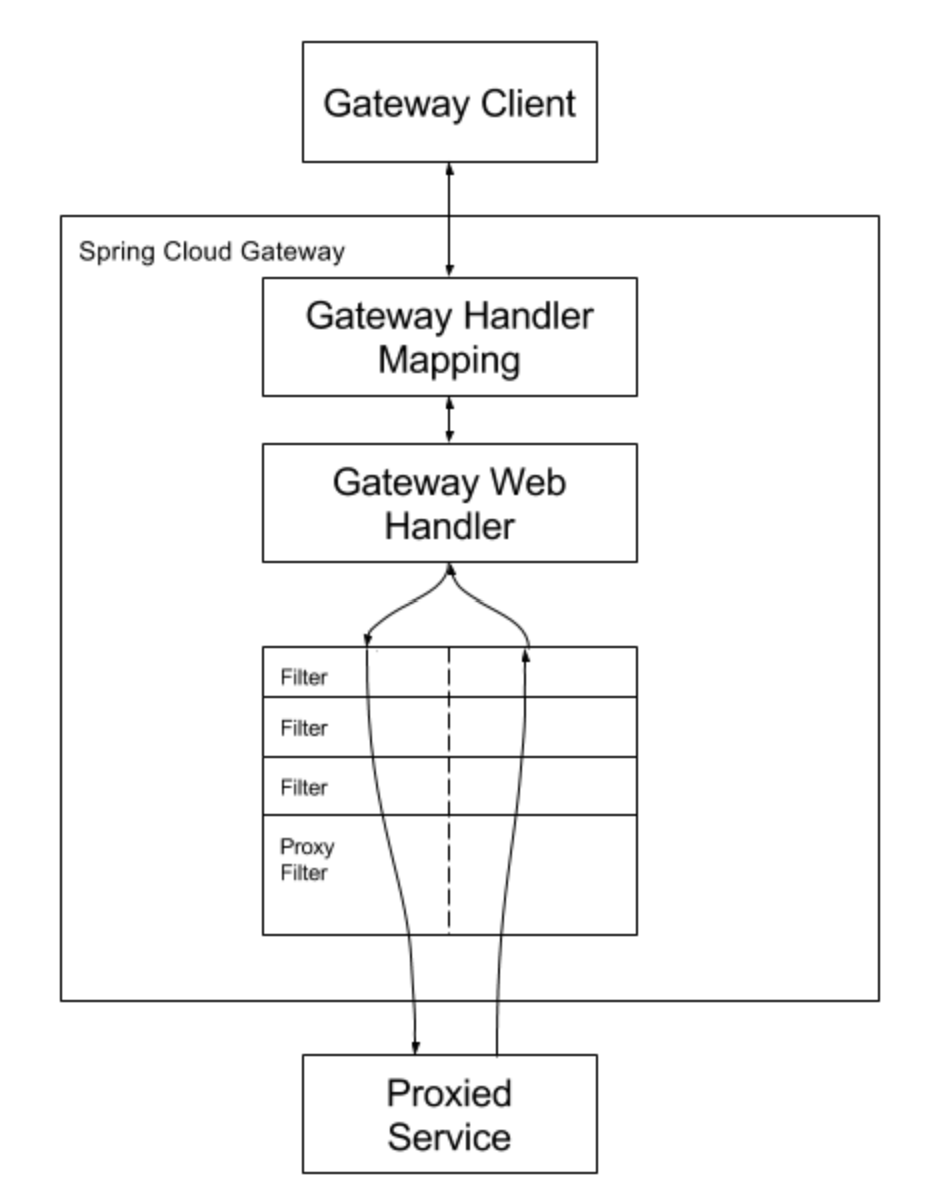 Gateway Client
Spring Cloud Gateway
Gateway Handler
Mapping
Gateway Web
Handler
Filter
Filter
Filter
Proxy
Filter
Proxied
Service